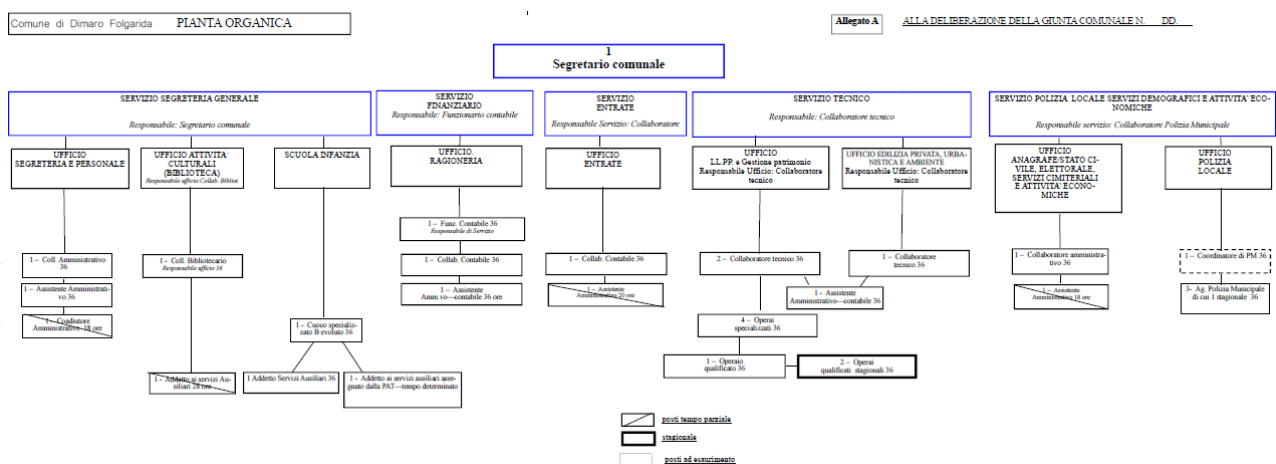 Comune di Dimaro Folgarida PIANTA ORGANICA
Allegato A
ALLA DELIBERAZIONE DELLA GIUNTA COMUNALE N. DD.
1
Segretario comunale
SERVIZIO SEGRETERIA GENERALE
Responsabile: Segretario comunale
SERVIZIO
FINANZIARIO
Responsabile: Funzionario contabile
SERVIZIO
ENTRATE
Responsabile Servizio: Collaboratore
SERVIZIO TECNICO
Responsabile: Collaboratore tecnico
SERVIZIO POLIZIA LOCALE SERVIZI DEMOGRAFICI E ATTIVITA' ECO-
NOMICHE
Responsabile servizio: Collaboratore Polizia Municipale
UFFICIO
SEGRETERIA E PERSONALE
UFFICIO ATTIVITA'
CULTURALI
(BIBLIOTECA)
Responsabile ufficio:Collab. Bibliot
SCUOLA INFANZIA
UFFICIO.
RAGIONERIA
UFFICIO
ENTRATE
UFFICIO
LL.PP. e Gestione patrimonio
Responsabile Ufficio: Collaboratore
tecnico
UFFICIO EDILIZIA PRIVATA, URBA-
NISTICA E AMBIENTE
Responsabile Ufficio: Collaboratore
tecnico
UFFICIO
ANAGRAFE/STATO CI-
VILE, ELETTORALE,
SERVIZI CIMITERIALI
E ATTIVITA' ECONO-
MICHE
UFFICIO
POLIZIA
LOCALE
1 – Coll. Amministrativo
36
1 – Assistente Amministrati-
vo 36
1 – Coadiutore
Amministrativo 18 ore
1 - Coll. Bibliotecario
Responsabile ufficio 36
1 - Addetto ai servizi Au-
siliari 28 ore
1 - Cuoco specializ-
zato B evoluto 36
1 Addetto Servizi Ausiliari 36
1 - Addetto ai servizi ausiliari asse-
gnato dalla PAT—tempo determinato
1 – Funz. Contabile 36
Responsabile di Servizio
1 – Collab. Contabile 36
1 – Assistente
Amm.vo—contabile 36 ore
1 – Collab. Contabile 36
1 – Assistente
Amministrativo 20 ore
2 – Collaboratore tecnico 36
1 – Assistente
Amministrativo—contabile 36
1 – Collaboratore
tecnico 36
4 – Operai
specializzati 36
1 – Operaio
qualificato 36
2 – Operai
qualificati stagionali 36
1 – Collaboratore amministra-
tivo 36
1 – Assistente
Amministrativo 18 ore
1 – Coordinatore di PM 36
3- Ag. Polizia Municipale
di cui 1 stagionale 36
posti tempo parziale
stagionale
posti ad esaurimento